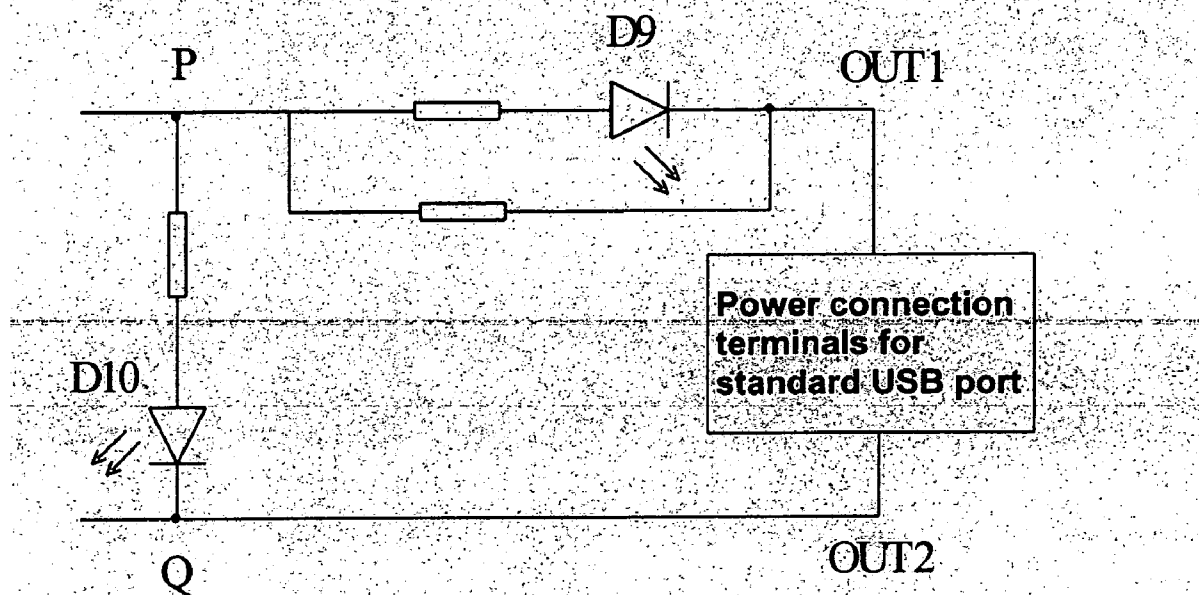 D9
P
OUT1
Power connection
terminals for
standard USB port
D10
OUT2
Q